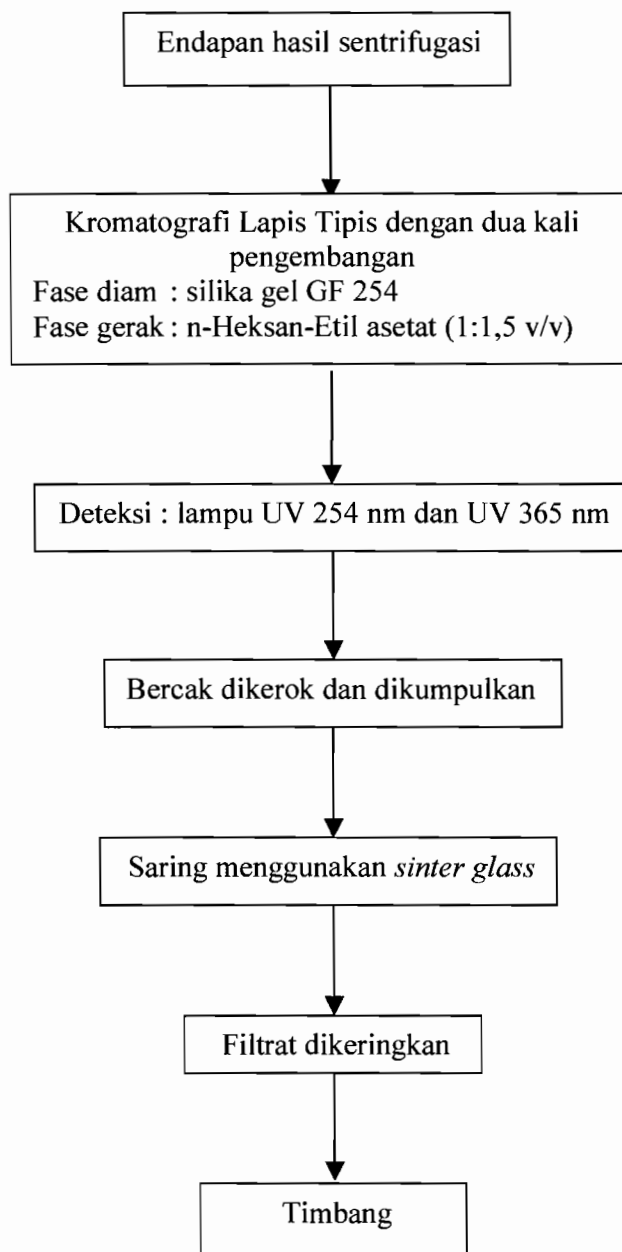 Endapan hasil sentrifugasi
Kromatografi Lapis Tipis dengan dua kali
pengembangan
Fase diam : silika gel GF 254
Fase gerak : n-Heksan-Etil asetat (1:1,5 v/v)
Deteksi : lampu UV 254 nm dan UV 365 nm
Bercak dikerok dan dikumpulkan
Saring menggunakan sinter glass
Filtrat dikeringkan
Timbang